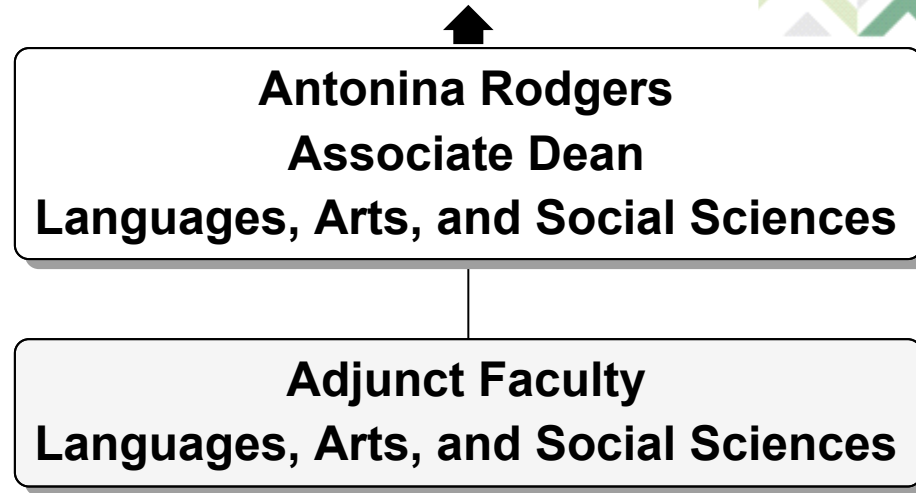 Antonina Rodgers
Associate Dean
Languages, Arts, and Social Sciences
Adjunct Faculty
Languages, Arts, and Social Sciences